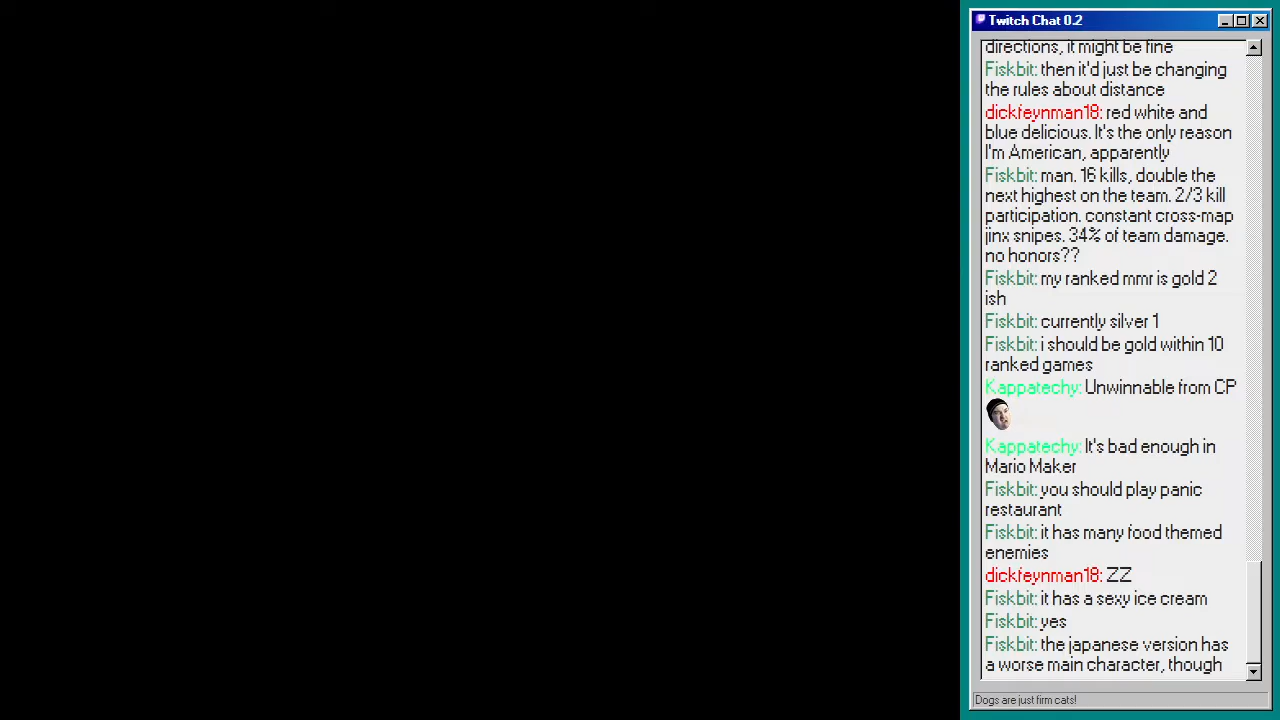 Twitch Chat 0.2
directions, it might be fine
Fiskbit: then it'd just be changing
the rules about distance
dickfeynman18: red white and
blue delicious. It's the only reason
I'm American, apparently
Fiskbit: man. 16 kills, double the
next highest on the team. 2/3 kill
participation. constant cross-map
jinx snipes. 34% of team damage.
no honors??
Fiskbit: my ranked mmr is gold 2
ish
Fiskbit: currently silver 1
Fiskbit: i should be gold within 10
ranked games
Kappatechy: Unwinnable from CP
Kappatechy: It's bad enough in
Mario Maker
Fiskbit: you should play panic
restaurant
Fiskbit: it has many food themed
enemies
dickfeynman18: ZZ
Fiskbit: it has a sexy ice cream
Fiskbit: yes
Fiskbit: the japanese version has
a worse main character, though
Dogs are just firm cats!